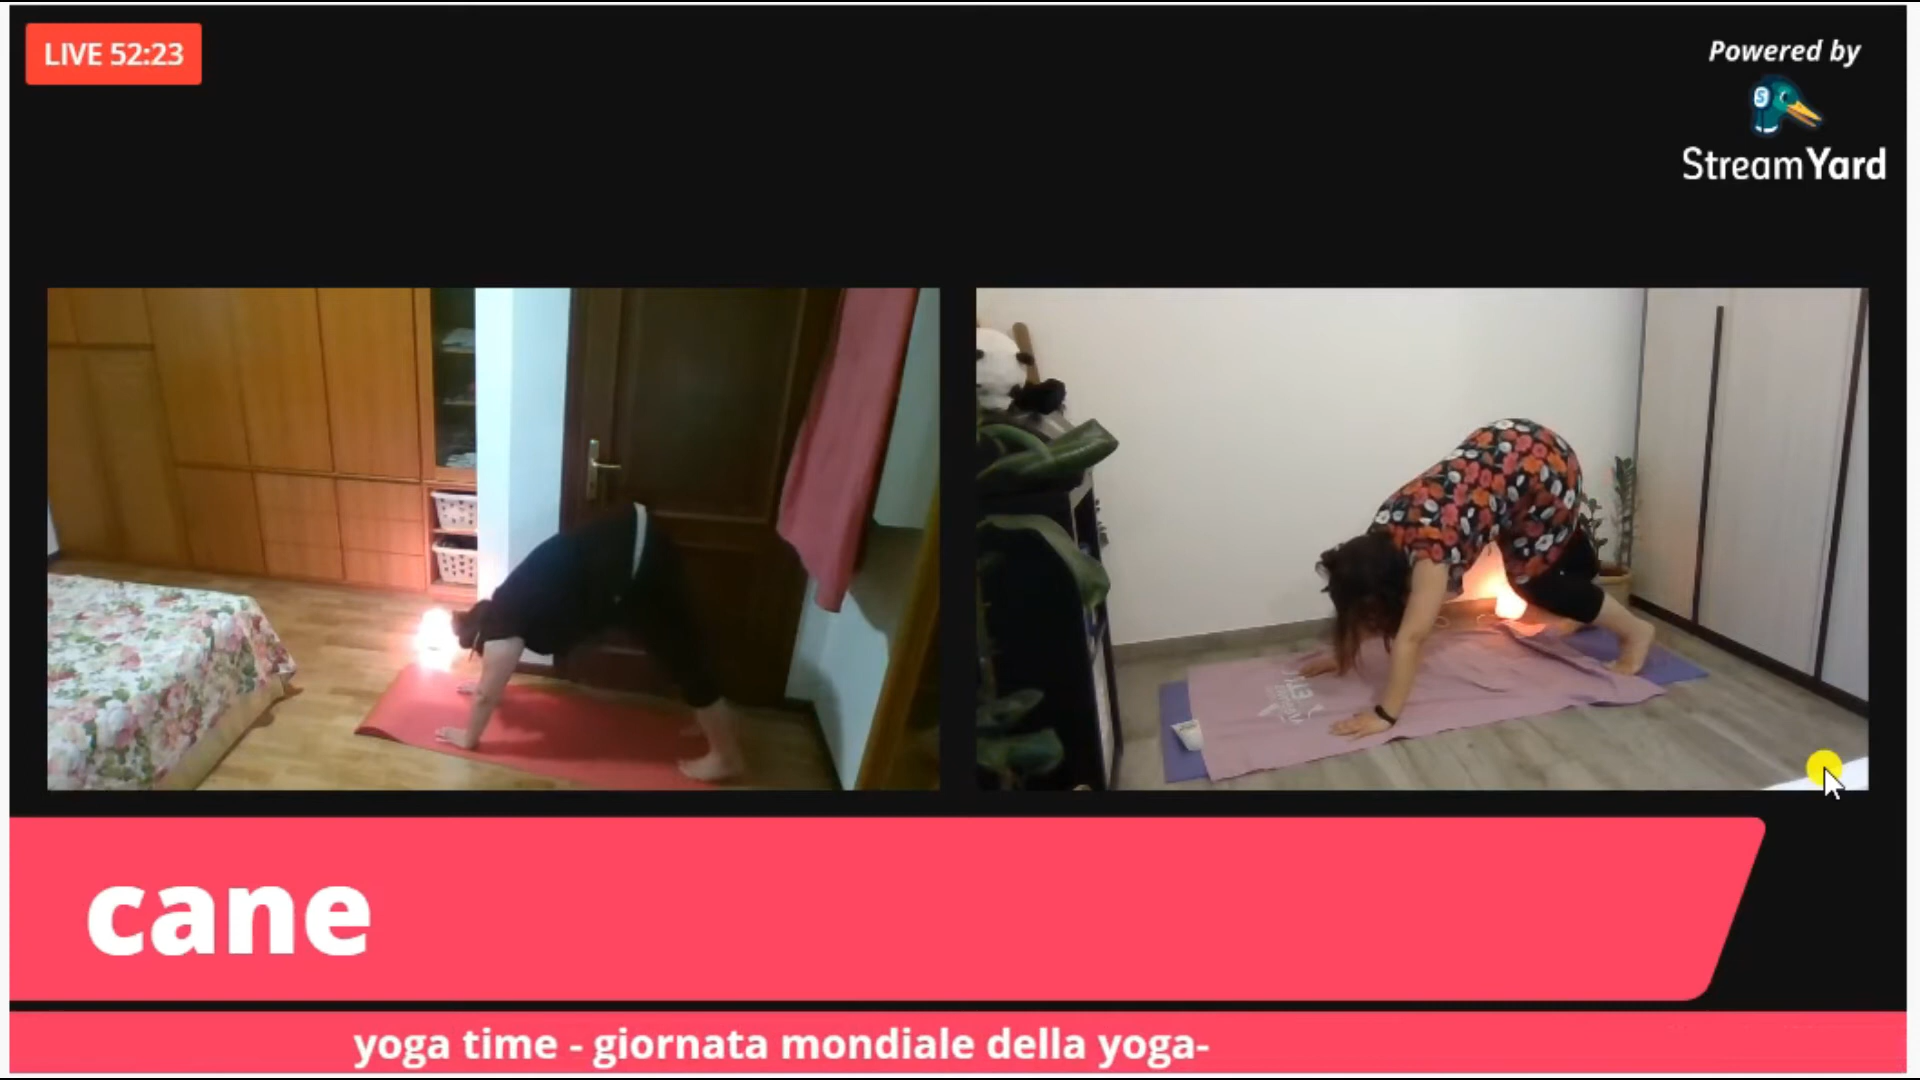 LIVE 52:23
Powered by
StreamYard
cane
yoga time - giornata mondiale della yoga-